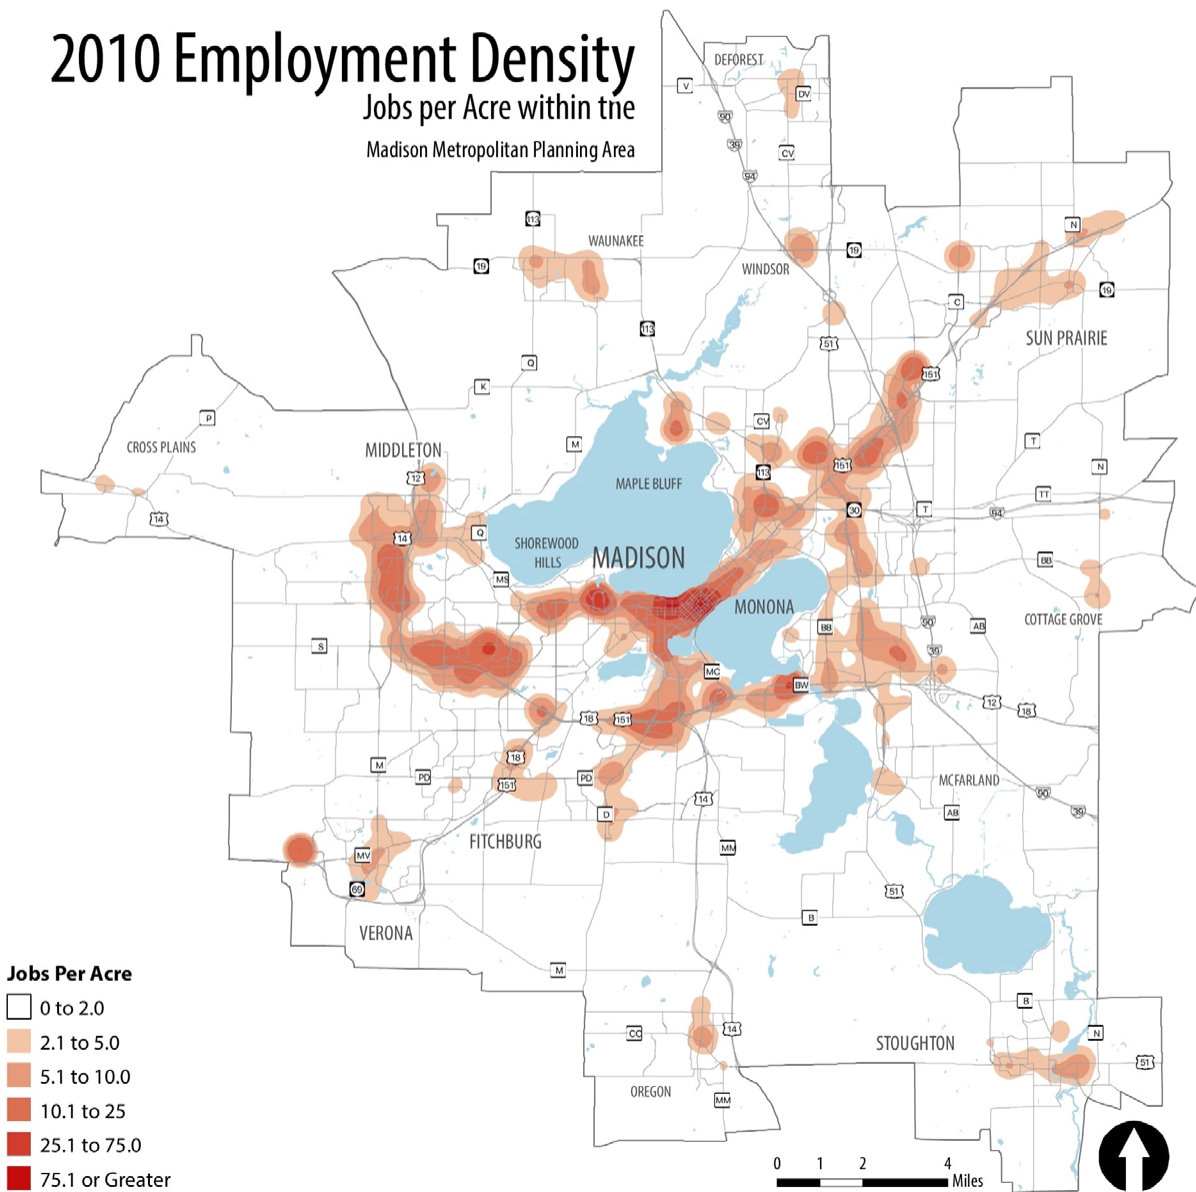 2010 Employment Density
Jobs per Acre within the
Madison Metropolitan Planning Area
DEFOREST
V
DV
90
39
CV
94
113
N
WAUNAKEE
19
19
WINDSOR
19
C
113
51
SUN PRAIRIE
Q
151
K
P
CV
CROSS PLAINS
MIDDLETON
M
T
151
N
12
113
MAPLE BLUFF
TT
30
T
94
14
Q
14
SHOREWOOD
HILLS
MADISON
BB
MS
MONONA
COTTAGE GROVE
90
BB
AB
S
39
MC
BW
12
18
18
151
18
M
PD
PD
151
MCFARLAND
90
14
39
D
AB
FITCHBURG
MV
MM
69
51
B
VERONA
M
B
CC
14
STOUGHTON
N
51
OREGON
MM
Jobs Per Acre
0 to 2.0
2.1 to 5.0
5.1 to 10.0
10.1 to 25
25.1 to 75.0
75.1 or Greater
0 1 2 4
Miles